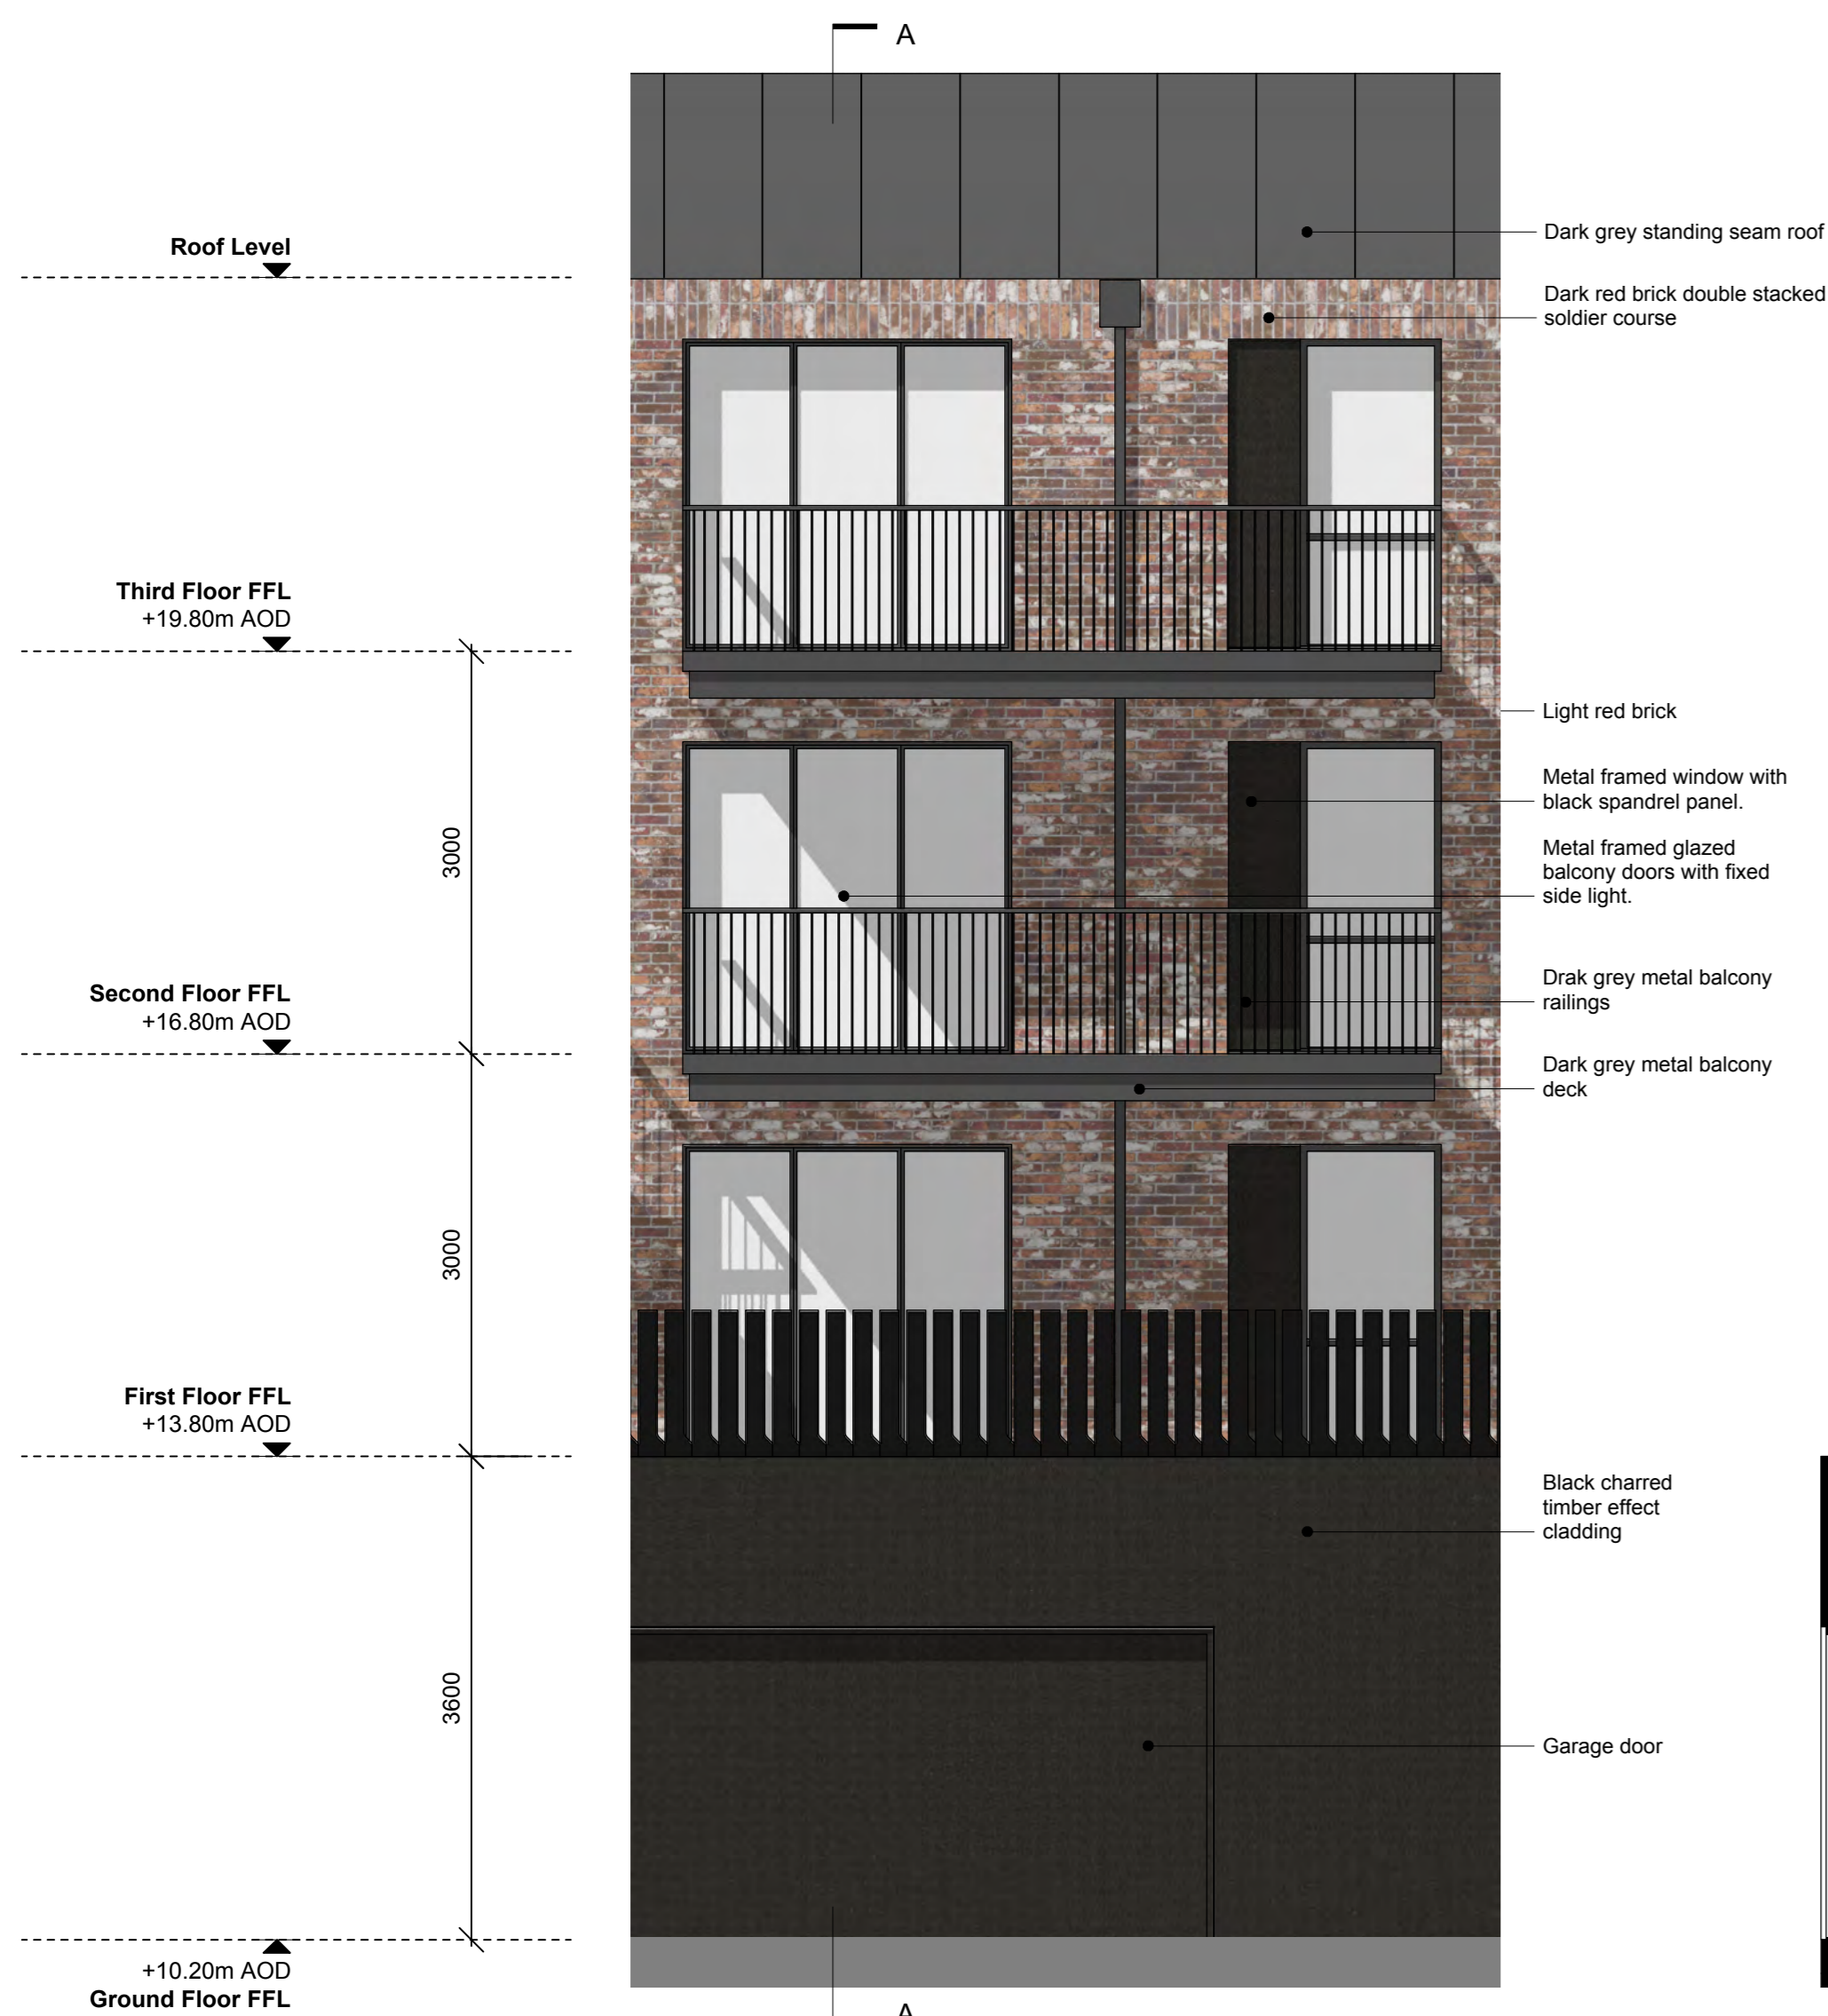 A
Roof Level
Dark grey standing seam roof
Dark red brick double stacked
soldier course
Third Floor FFL
+19.80m AOD
Light red brick
Metal framed window with
black spandrel panel.
3000
Metal framed glazed
balcony doors with fixed
side light.
Second Floor FFL
+16.80m AOD
Drak grey metal balcony
railings
Dark grey metal balcony
deck
3000
First Floor FFL
+13.80m AOD
Black charred
timber effect
cladding
3600
Garage door
+10.20m AOD
Ground Floor FFL
A